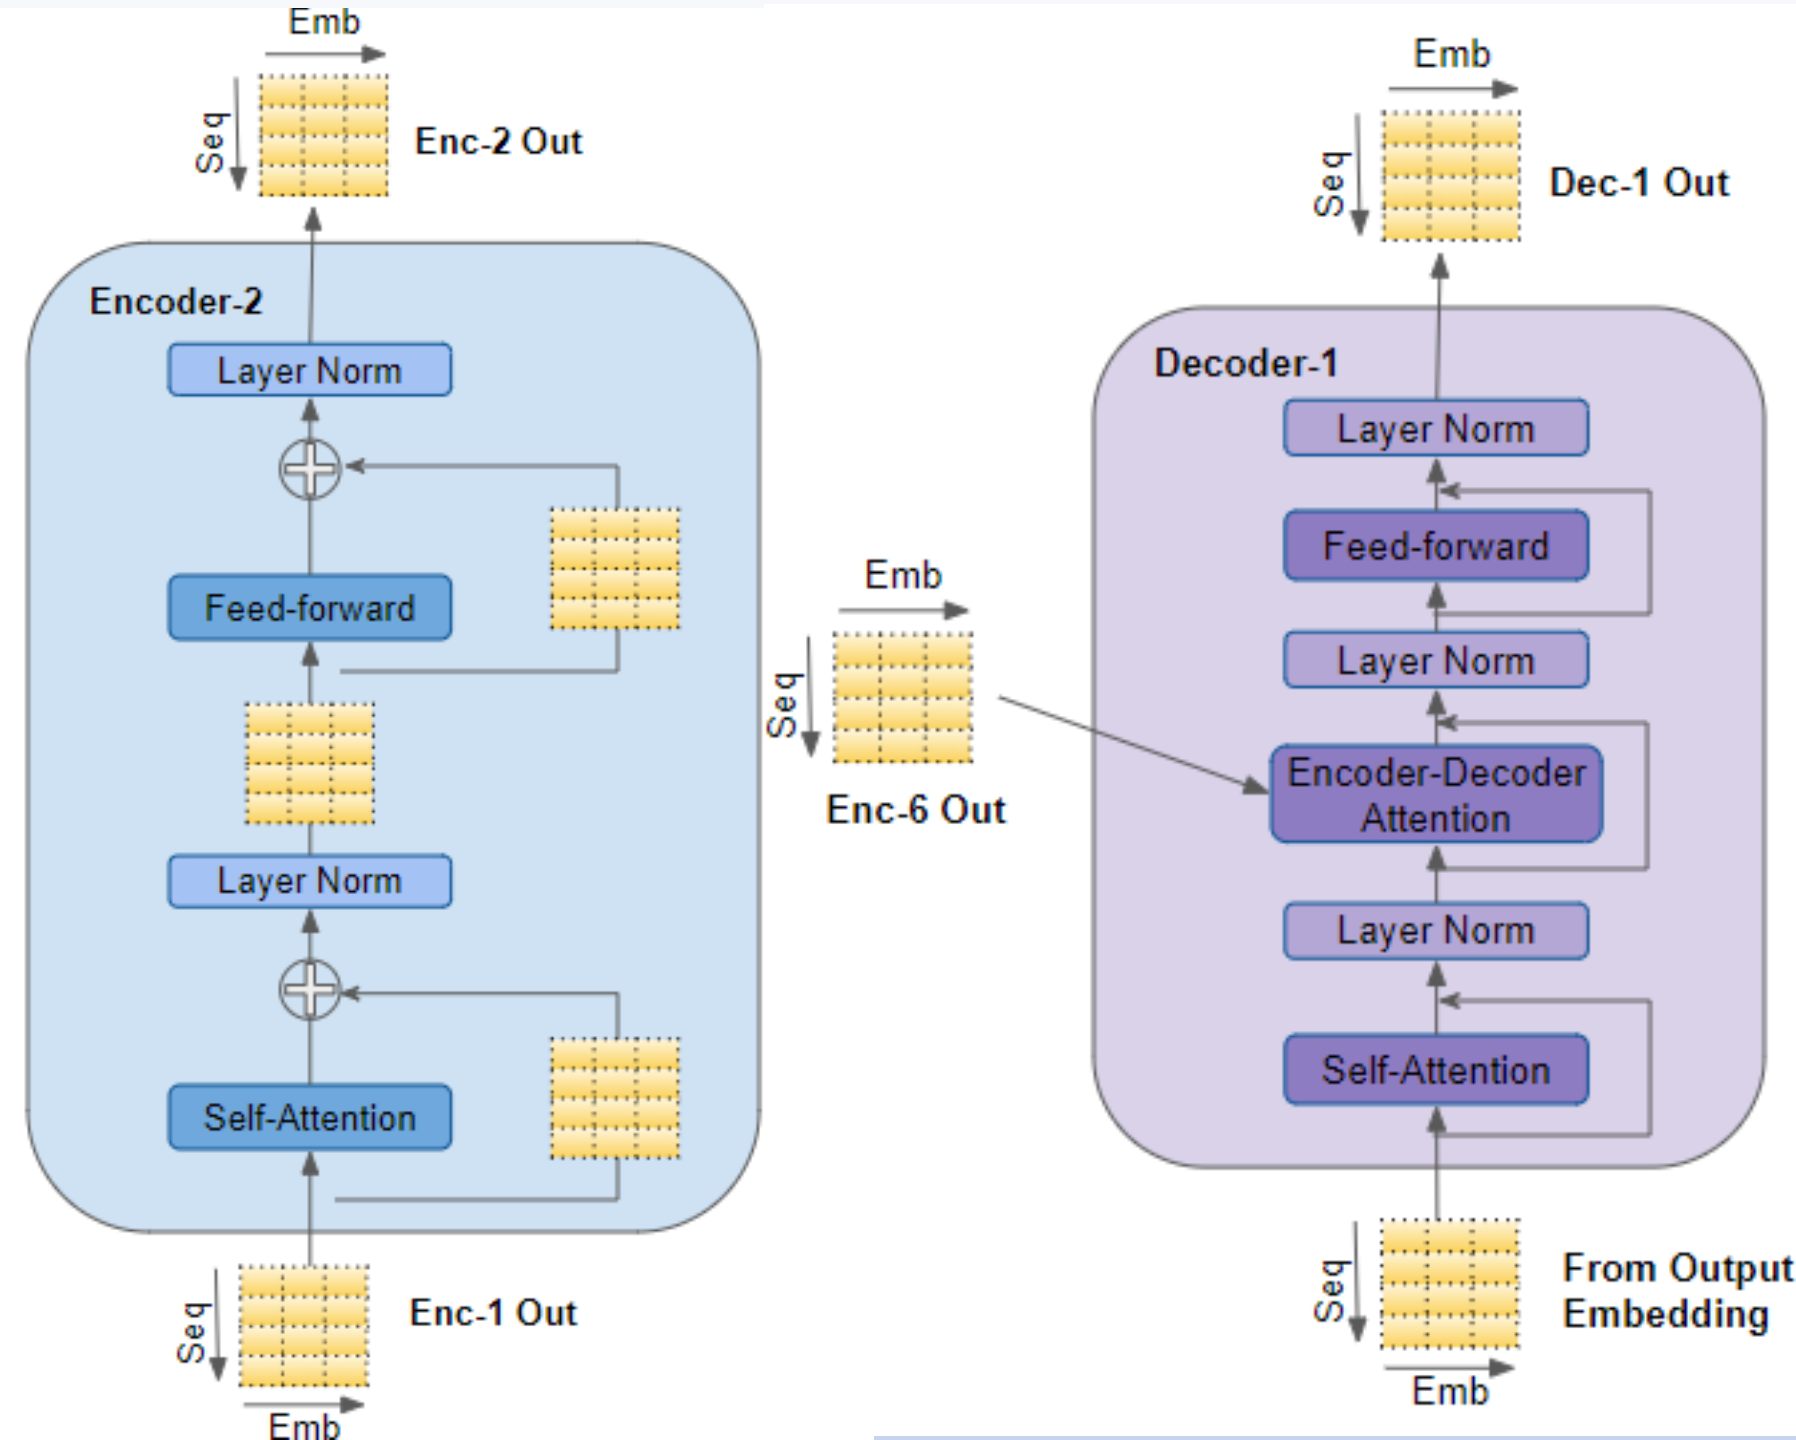 Emb
Seq
Enc-2 Out
Encoder-2
Layer Norm
Feed-forward
Layer Norm
Self-Attention
Seq
Enc-1 Out
Emb
Emb
Seq
Enc-6 Out
Emb
Seq
Dec-1 Out
Decoder-1
Layer Norm
Feed-forward
Layer Norm
Encoder-Decoder
Attention
Layer Norm
Self-Attention
Seq
From Output
Embedding
Emb